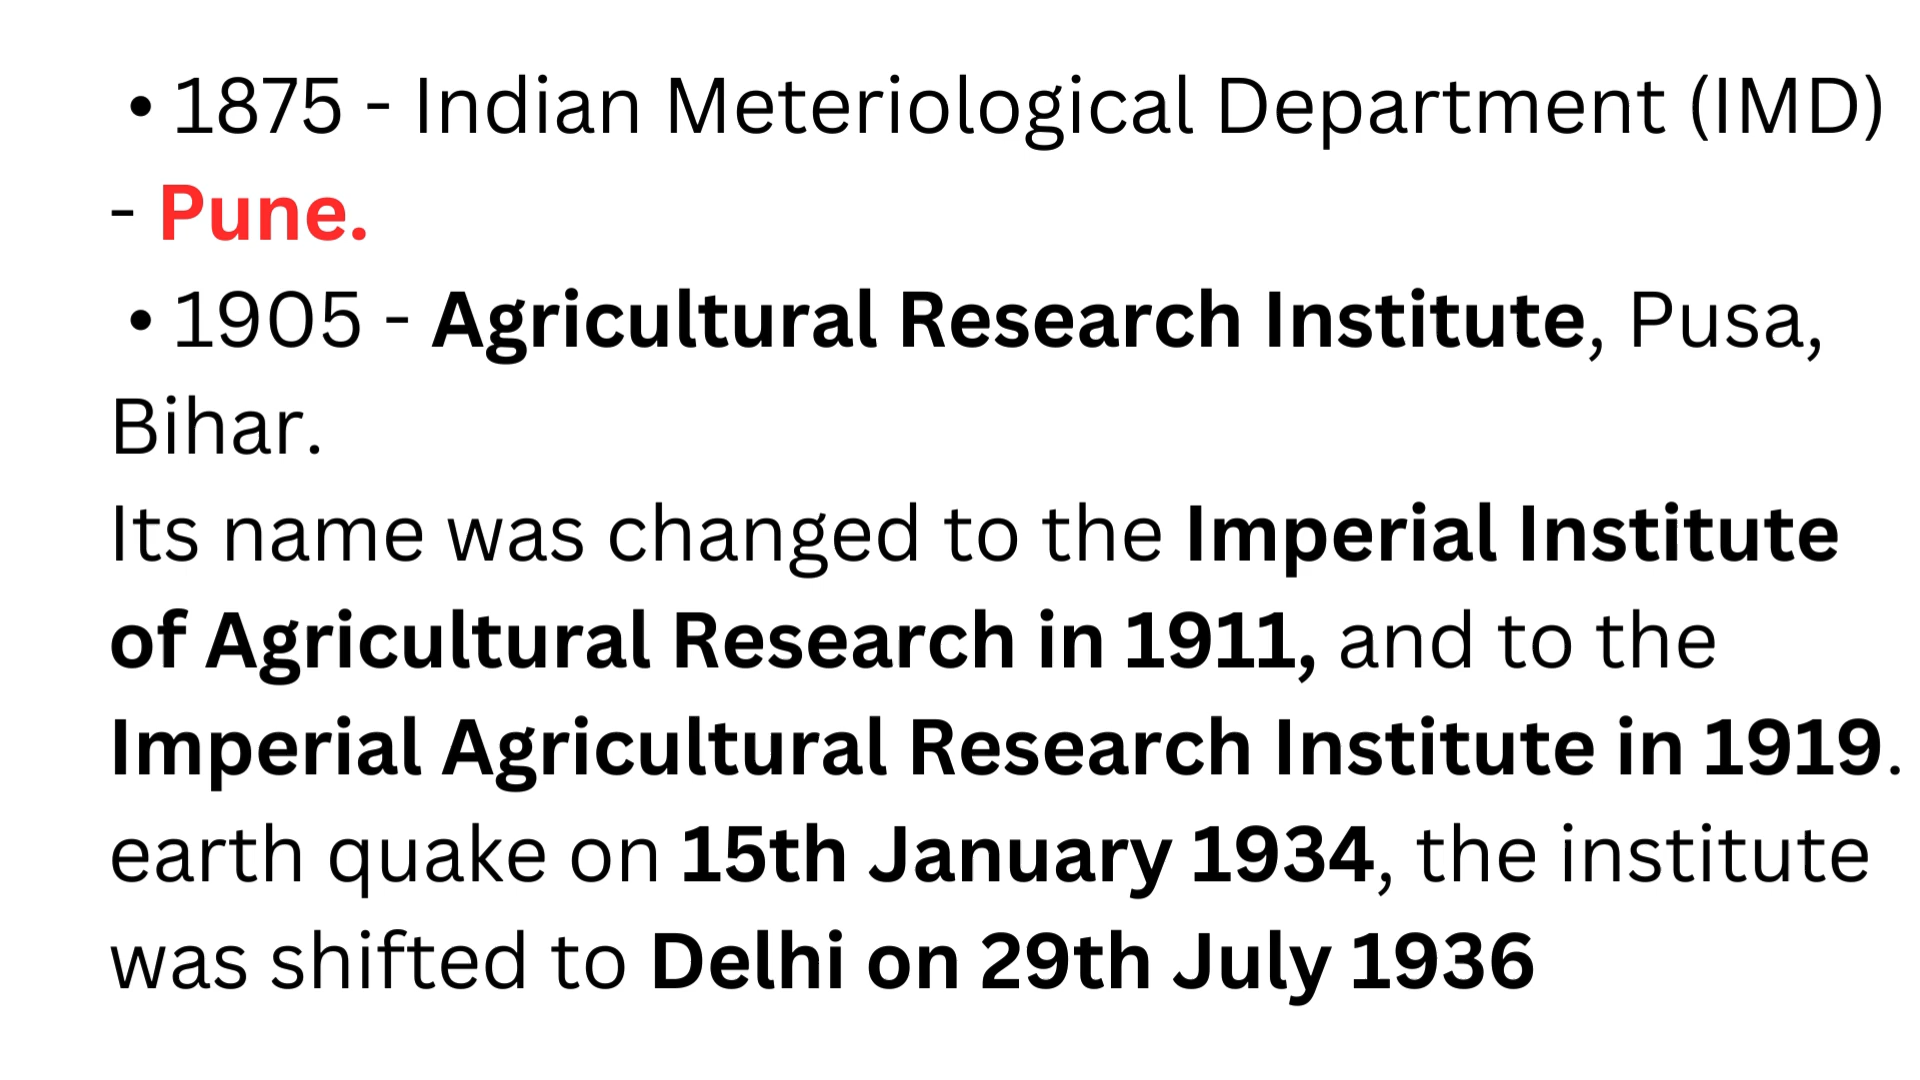 • 1875 - Indian Meteriological Department (IMD)
- Pune.
• 1905 - Agricultural Research Institute, Pusa,
Bihar.
Its name was changed to the Imperial Institute
of Agricultural Research in 1911, and to the
Imperial Agricultural Research Institute in 1919.
earth quake on 15th January 1934, the institute
was shifted to Delhi on 29th July 1936